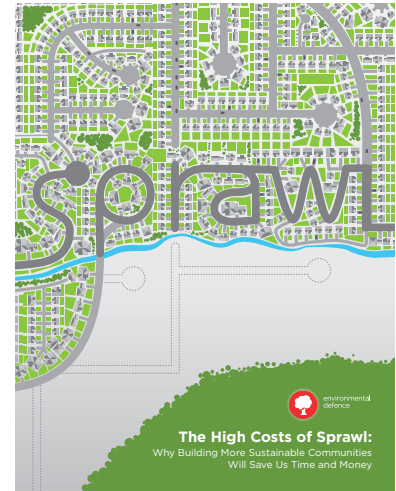 sprawl
environmental
defence
The High Costs of Sprawl:
Why Building More Sustainable Communities
Will Save Us Time and Money